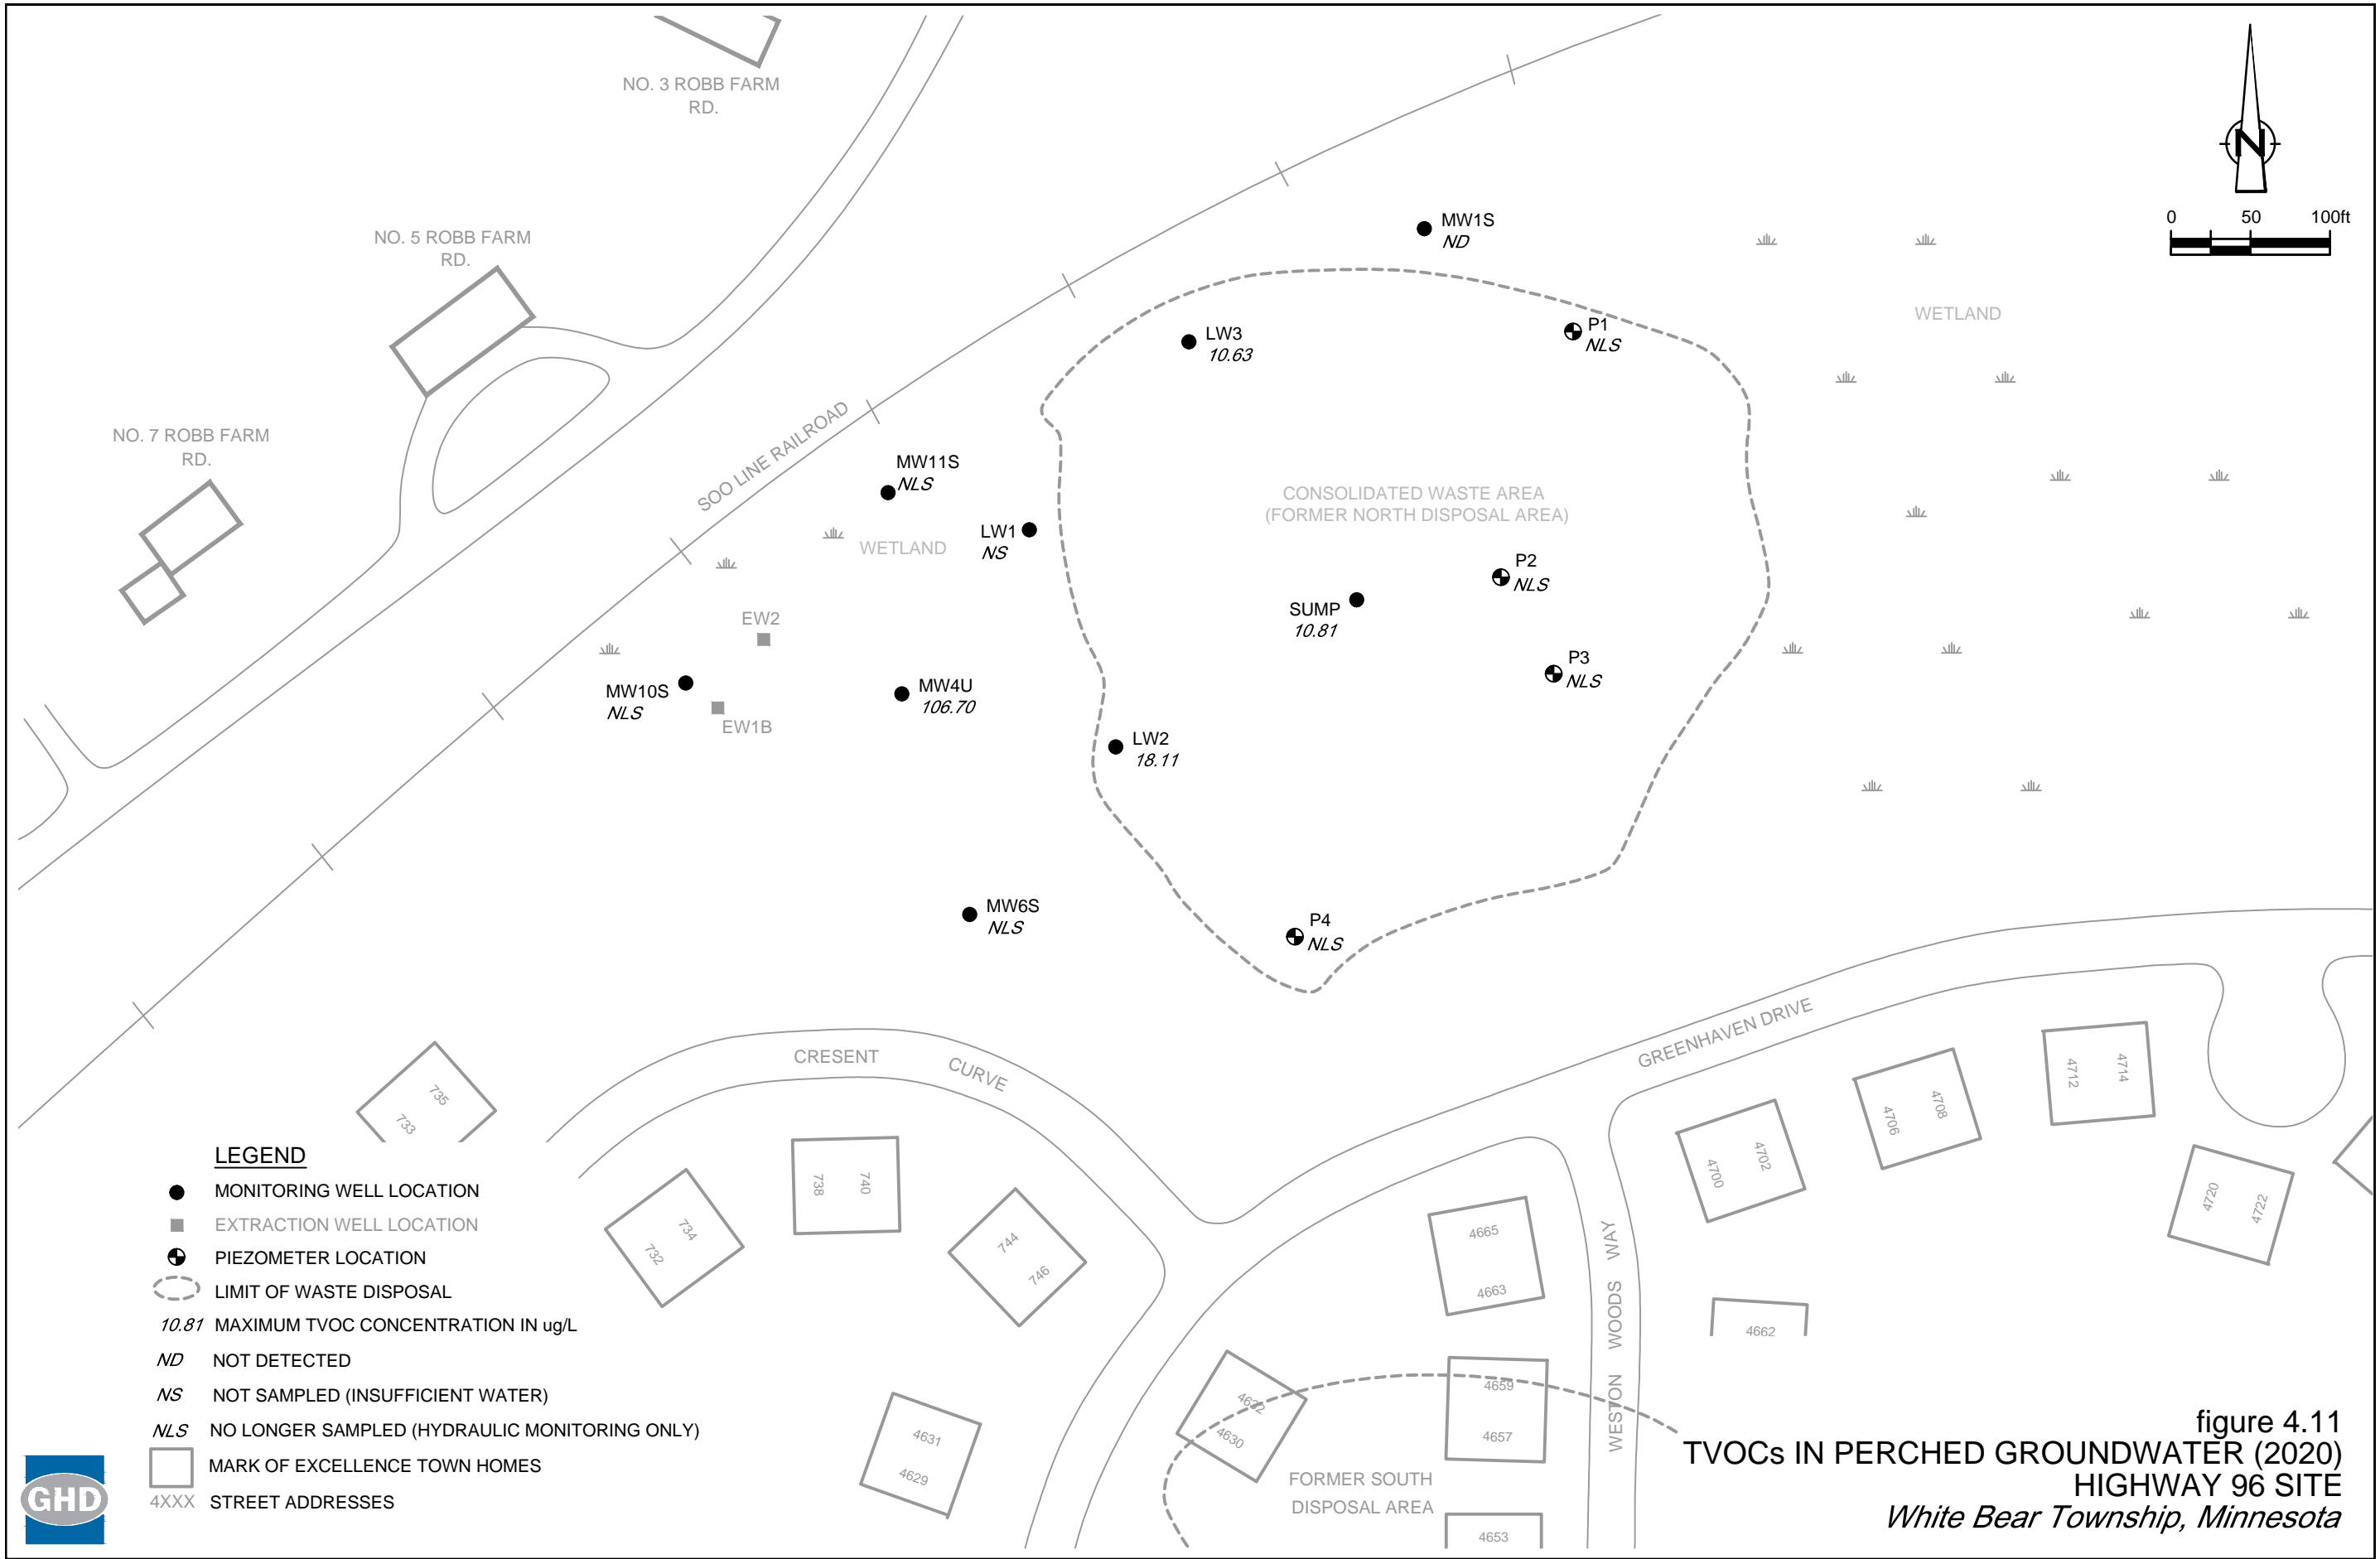 NO. 3 ROBB FARM
RD.
N
0 50 100ft
MW1S
ND
NO. 5 ROBB FARM
RD.
WETLAND
LW3
10.63
P1
NLS
SOO LINE RAILROAD
NO. 7 ROBB FARM
RD.
MW11S
NLS
CONSOLIDATED WASTE AREA
(FORMER NORTH DISPOSAL AREA)
LW1
NS
WETLAND
P2
NLS
SUMP
10.81
EW2
P3
NLS
MW10S
NLS
MW4U
106.70
EW1B
LW2
18.11
MW6S
NLS
P4
NLS
GREENHAVEN DRIVE
CRESENT CURVE
735
733
4712
4714
4708
4706
4702
4700
4720
4722
738
740
734
732
744
746
4665
4663
WESTON WOODS WAY
4662
4659
4657
4632
4630
4631
4629
FORMER SOUTH
DISPOSAL AREA
4653
LEGEND
MONITORING WELL LOCATION
EXTRACTION WELL LOCATION
PIEZOMETER LOCATION
LIMIT OF WASTE DISPOSAL
10.81 MAXIMUM TVOC CONCENTRATION IN ug/L
ND NOT DETECTED
NS NOT SAMPLED (INSUFFICIENT WATER)
NLS NO LONGER SAMPLED (HYDRAULIC MONITORING ONLY)
MARK OF EXCELLENCE TOWN HOMES
4XXX STREET ADDRESSES
GHD
figure 4.11
TVOCs IN PERCHED GROUNDWATER (2020)
HIGHWAY 96 SITE
White Bear Township, Minnesota